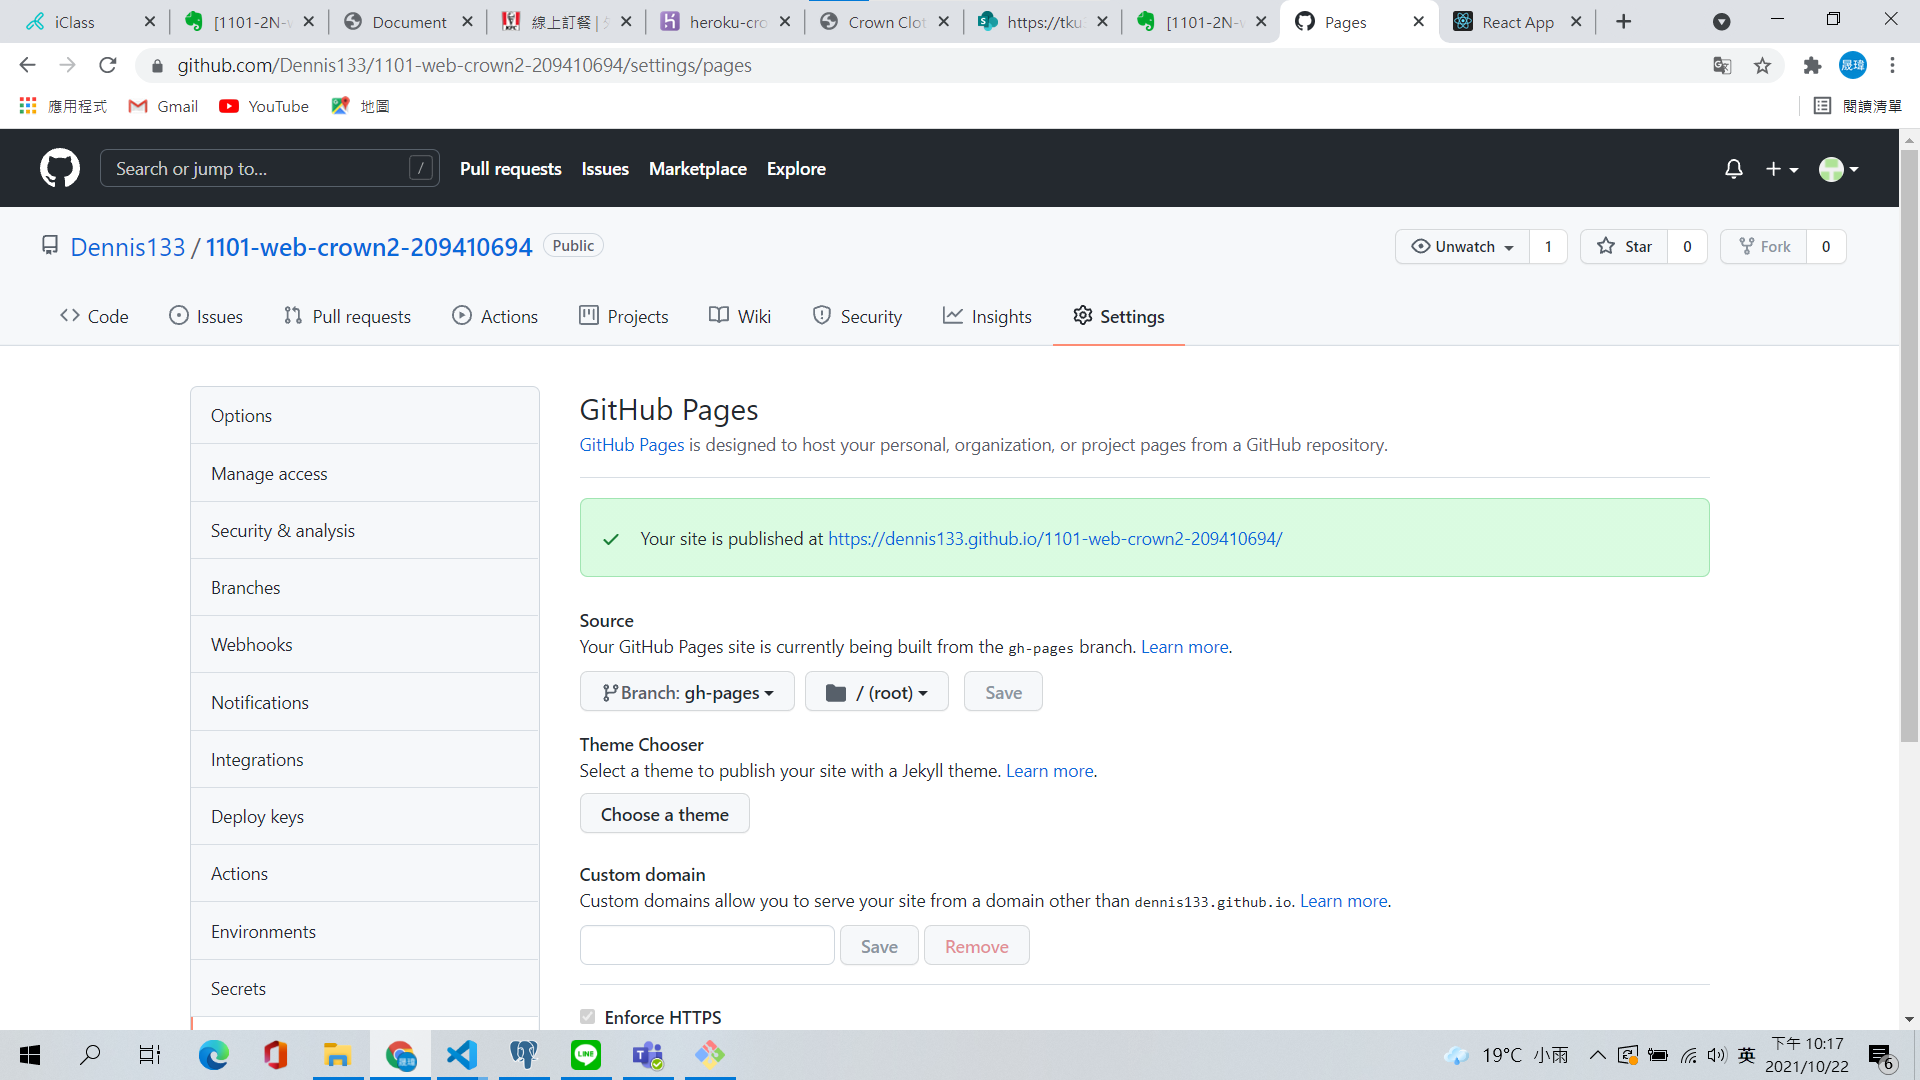 iClass
[1101-2N-w
Document
線上訂餐 |
heroku-cro
Crown Clot
https://tku.
[1101-2N-w
Pages
React App
github.com/Dennis133/1101-web-crown2-209410694/settings/pages
晟瑋
應用程式
Gmail
YouTube
地圖
閱讀清單
Search or jump to...
/
Pull requests
Issues
Marketplace
Explore
Dennis133 / 1101-web-crown2-209410694
Public
Unwatch
1
Star
0
Fork
0
Code
Issues
Pull requests
Actions
Projects
Wiki
Security
Insights
Settings
Options
Manage access
Security & analysis
Branches
Webhooks
Notifications
Integrations
Deploy keys
Actions
Environments
Secrets
GitHub Pages
GitHub Pages is designed to host your personal, organization, or project pages from a GitHub repository.
Your site is published at https://dennis133.github.io/1101-web-crown2-209410694/
Source
Your GitHub Pages site is currently being built from the gh-pages branch. Learn more.
Branch: gh-pages
/ (root)
Save
Theme Chooser
Select a theme to publish your site with a Jekyll theme. Learn more.
Choose a theme
Custom domain
Custom domains allow you to serve your site from a domain other than dennis133.github.io. Learn more.
Save
Remove
Enforce HTTPS
LINE
19°C 小雨
英
下午 10:17
2021/10/22
6